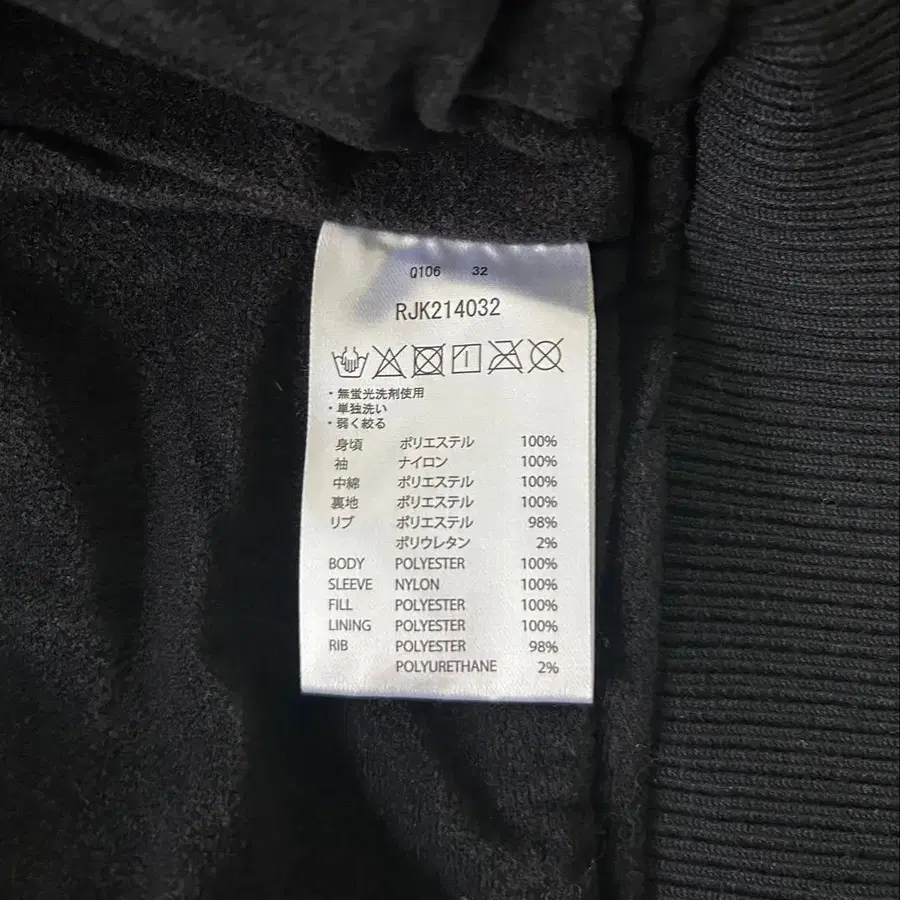 Q106 32
RJK214032
・無蛍光洗剤使用
・単独洗い
・弱く絞る
身頃 ポリエステル 100%
袖 ナイロン 100%
中綿 ポリエステル 100%
裏地 ポリエステル 100%
リブ ポリエステル 98%
ポリウレタン 2%
BODY POLYESTER 100%
SLEEVE NYLON 100%
FILL POLYESTER 100%
LINING POLYESTER 100%
RIB POLYESTER 98%
POLYURETHANE 2%